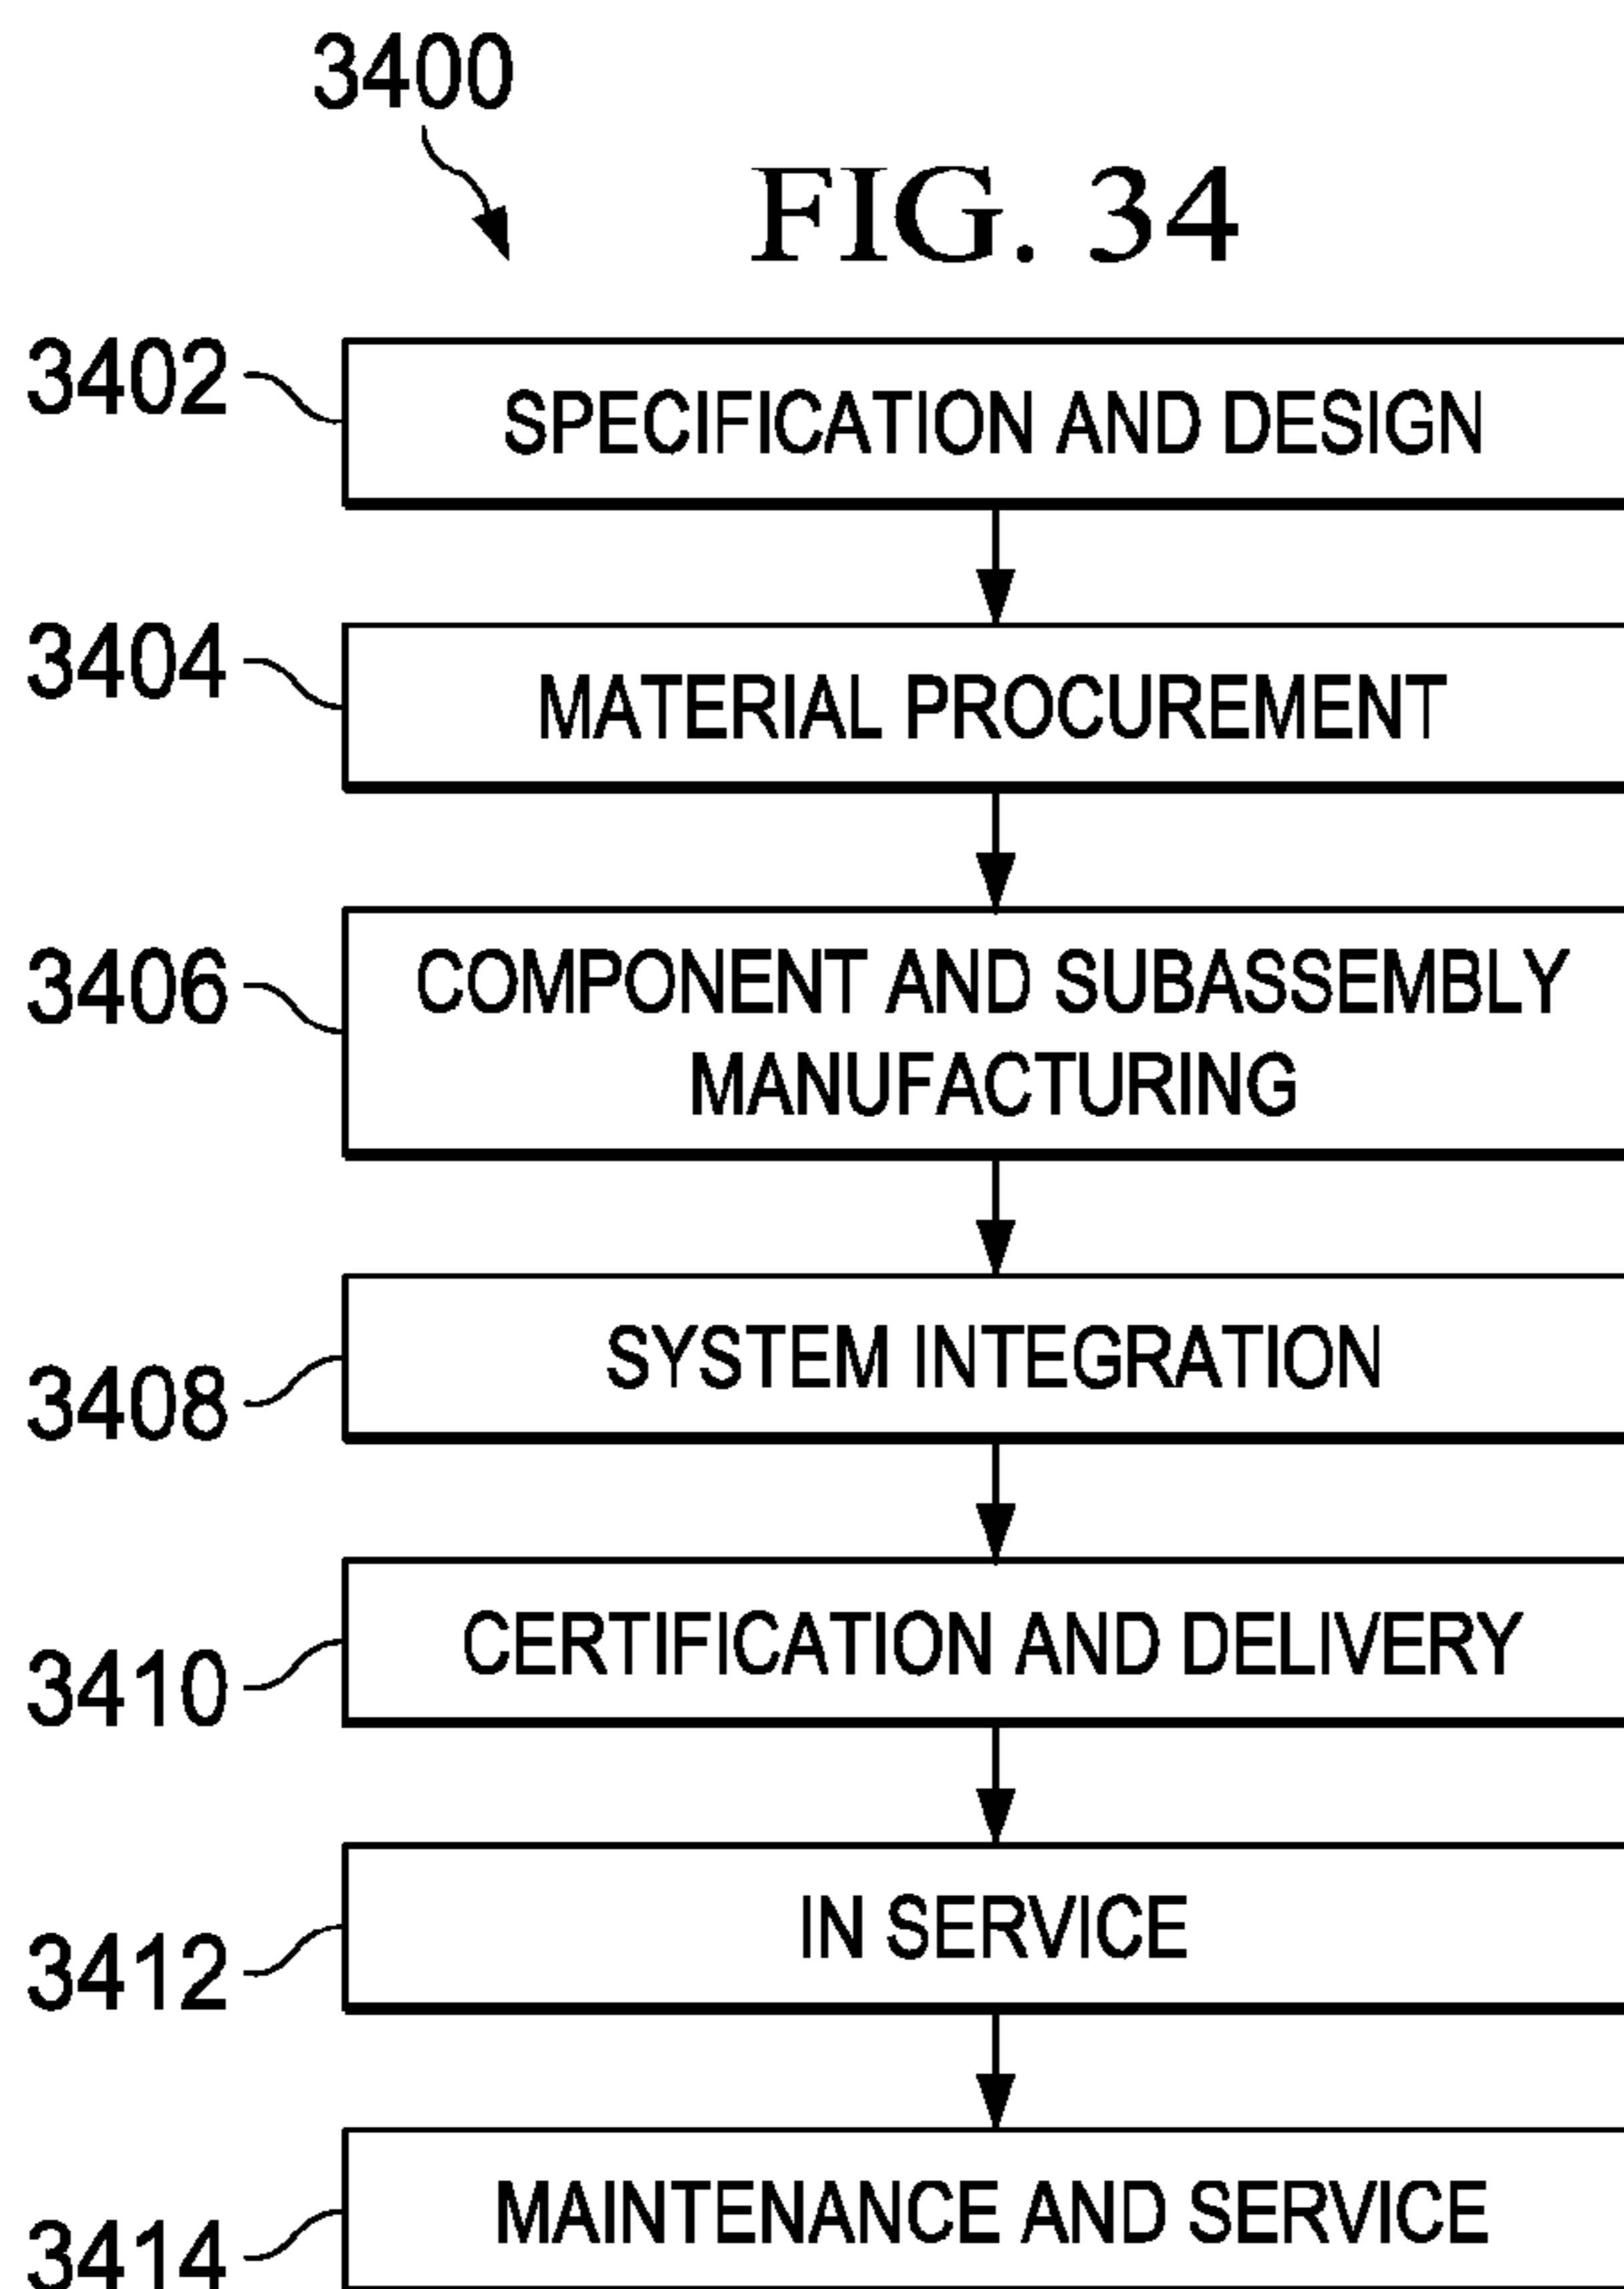 3400
FIG. 34
3402
SPECIFICATION AND DESIGN
3404
MATERIAL PROCUREMENT
3406
COMPONENT AND SUBASSEMBLY
MANUFACTURING
3408
SYSTEM INTEGRATION
3410
CERTIFICATION AND DELIVERY
3412
IN SERVICE
3414
MAINTENANCE AND SERVICE